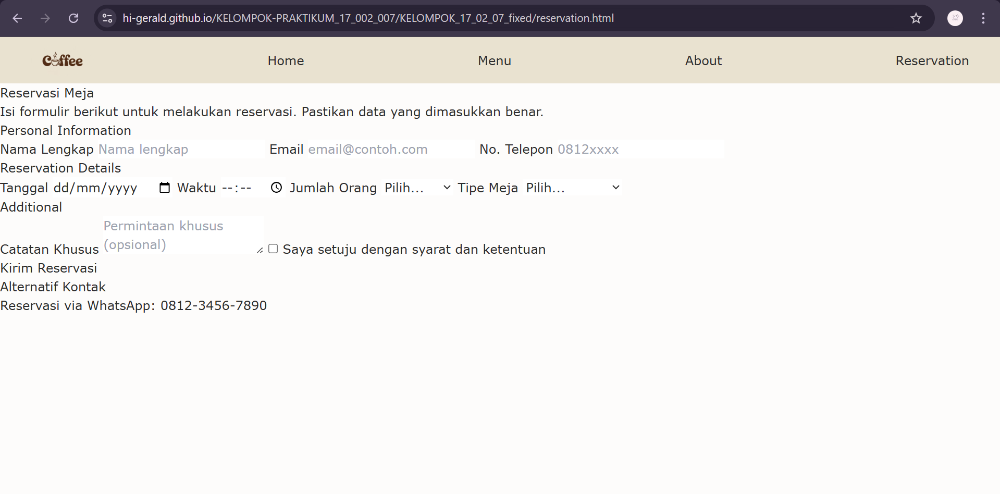 hi-gerald.github.io/KELOMPOK-PRAKTIKUM_17_002_007/KELOMPOK_17_02_07_fixed/reservation.html
Coffee Home Menu About Reservation
Reservasi Meja
Isi formulir berikut untuk melakukan reservasi. Pastikan data yang dimasukkan benar.
Personal Information
Nama Lengkap Nama lengkap Email email@contoh.com No. Telepon 0812xxxx
Reservation Details
Tanggal dd/mm/yyyy Waktu --:-- Jumlah Orang Pilih... Tipe Meja Pilih...
Additional
Permintaan khusus
(opsional)
Catatan Khusus Saya setuju dengan syarat dan ketentuan
Kirim Reservasi
Alternatif Kontak
Reservasi via WhatsApp: 0812-3456-7890